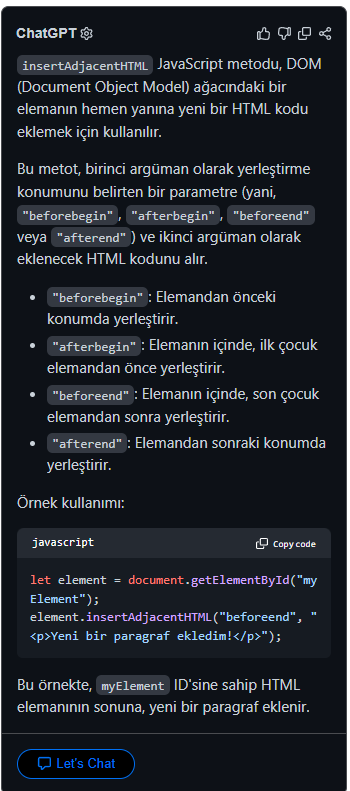 ChatGPT
insertAdjacentHTML JavaScript metodu, DOM
(Document Object Model) ağacındaki bir
elemanın hemen yanına yeni bir HTML kodu
eklemek için kullanılır.
Bu metot, birinci argüman olarak yerleştirme
konumunu belirten bir parametre (yani,
"beforebegin", "afterbegin", "beforeend"
veya "afterend") ve ikinci argüman olarak
eklenecek HTML kodunu alır.
• "beforebegin": Elemandan önceki
konumda yerleştirir.
• "afterbegin": Elemanın içinde, ilk çocuk
elemandan önce yerleştirir.
• "beforeend": Elemanın içinde, son çocuk
elemandan sonra yerleştirir.
• "afterend": Elemandan sonraki konumda
yerleştirir.
Örnek kullanımı:
javascript Copy code
let element = document.getElementById("my
Element");
element.insertAdjacentHTML("beforeend", "
<p>Yeni bir paragraf ekledim!</p>");
Bu örnekte, myElement ID'sine sahip HTML
elemanının sonuna, yeni bir paragraf eklenir.
Let's Chat